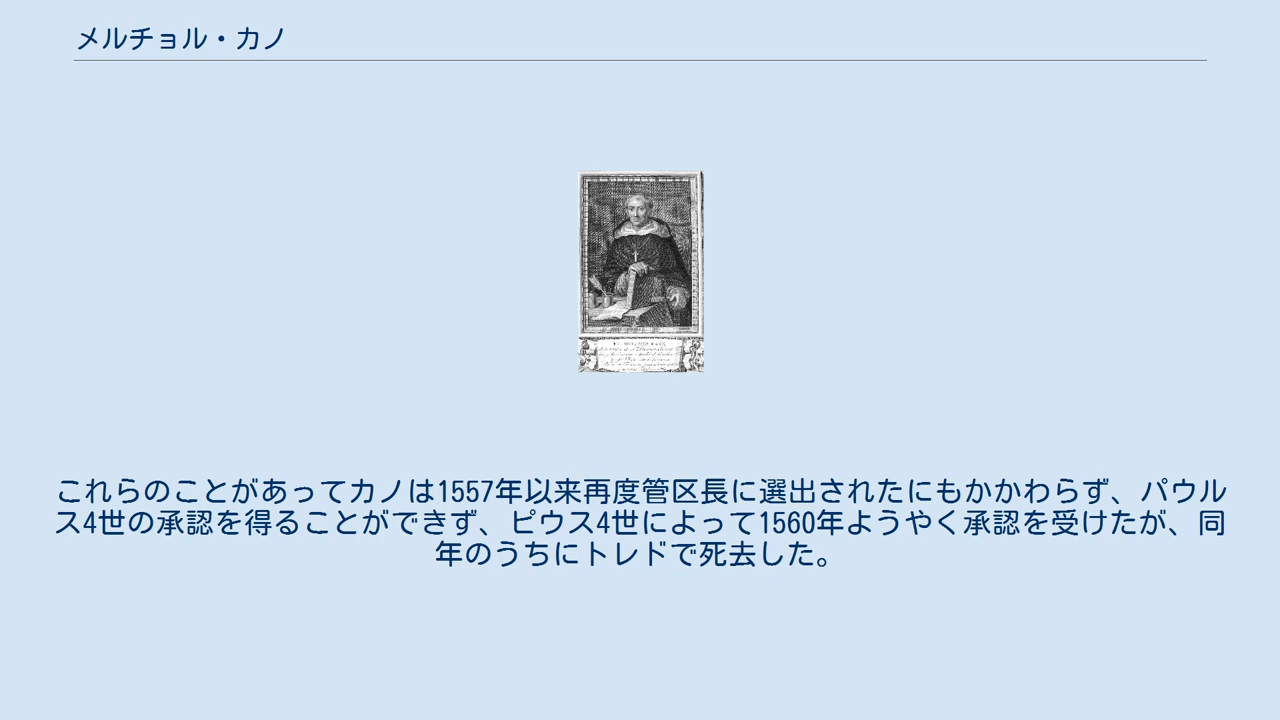 メルチョル・カノ
これらのことがあってカノは1557年以来再度管区長に選出されたにもかかわらず、パウル
ス4世の承認を得ることができず、ピウス4世によって1560年ようやく承認を受けたが、同
年のうちにトレドで死去した。